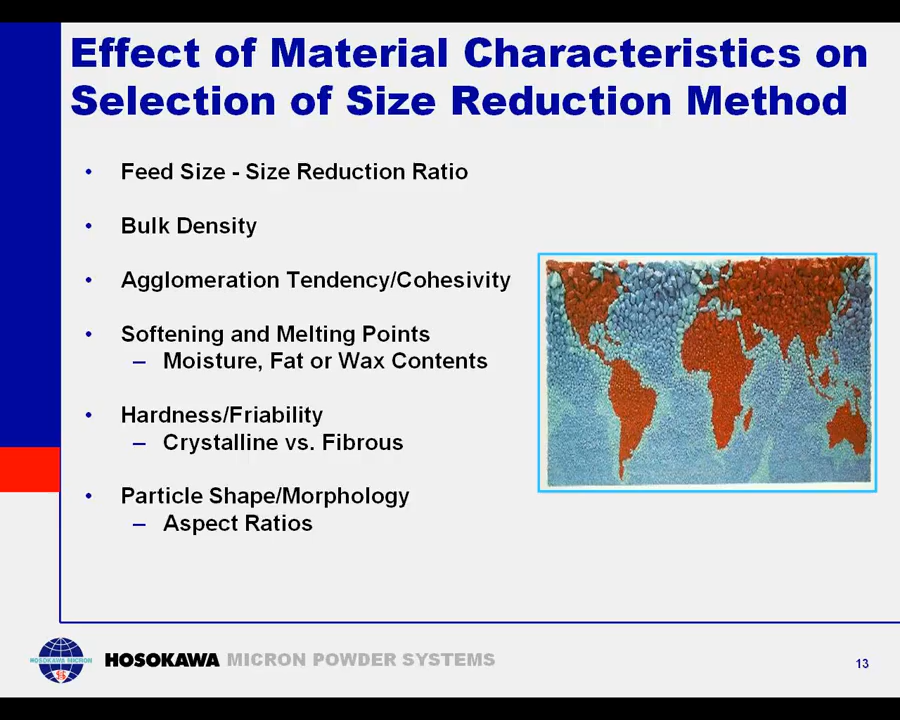 Effect of Material Characteristics on
Selection of Size Reduction Method
• Feed Size - Size Reduction Ratio
• Bulk Density
• Agglomeration Tendency/Cohesivity
• Softening and Melting Points
– Moisture, Fat or Wax Contents
• Hardness/Friability
– Crystalline vs. Fibrous
• Particle Shape/Morphology
– Aspect Ratios
HOSOKAWA MICRON
HOSOKAWA MICRON POWDER SYSTEMS
13